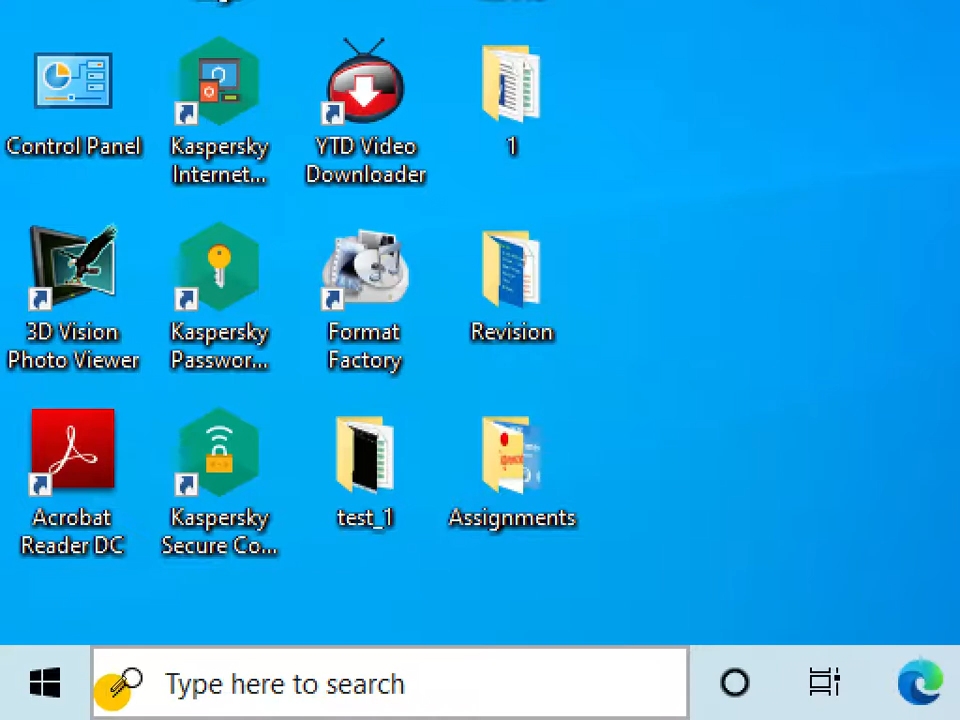 Control Panel
Kaspersky
Internet...
YTD Video
Downloader
1
3D Vision
Photo Viewer
Kaspersky
Passwor...
Format
Factory
Revision
Acrobat
Reader DC
Kaspersky
Secure Co...
test_1
Assignments
Type here to search